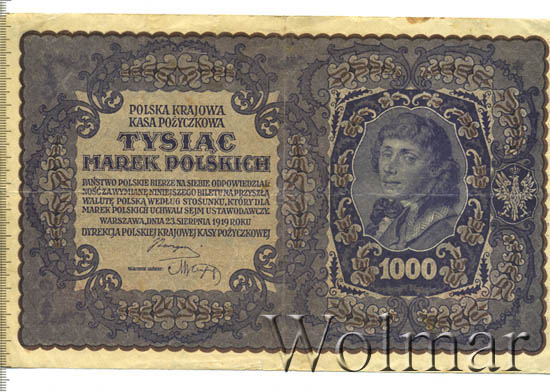 POLSKA KRAJOWA
KASA POŻYCZKOWA
TYSIĄC
MAREK POLSKICH
PAŃSTWO POLSKIE BIERZE NA SIEBIE ODPOWIEDZIAL-
NOŚĆ ZA WYMIANĘ NINIEJSZEGO BILETU NA PRZYSZŁĄ
WALUTĘ POLSKĄ WEDŁUG STOSUNKU, KTÓRY DLA
MAREK POLSKICH UCHWALI SEJM USTAWODAWCZY
WARSZAWA, DNIA 23. SIERPNIA 1919 ROKU
DYREKCJA POLSKIEJ KRAJOWEJ KASY POŻYCZKOWEJ
1000
Wolmar